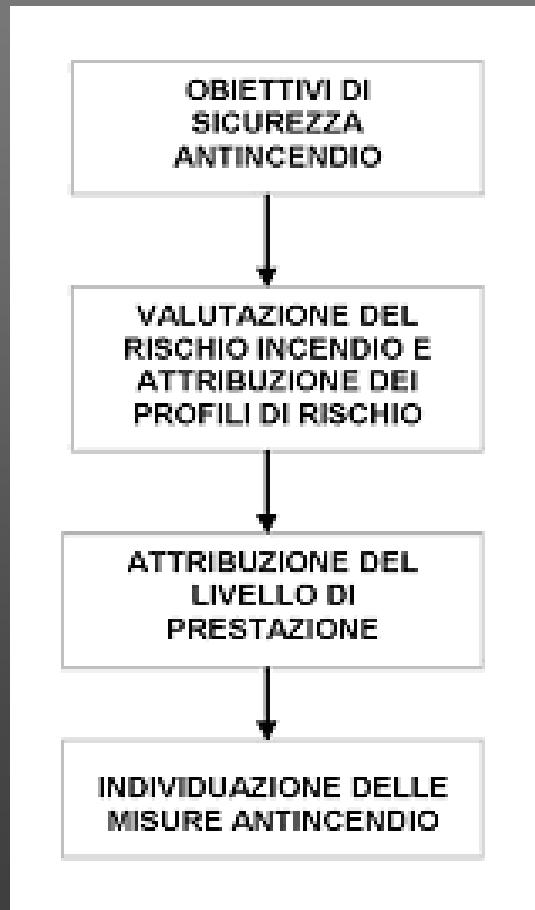 OBIETTIVI DI
SICUREZZA
ANTINCENDIO
VALUTAZIONE DEL
RISCHIO INCENDIO E
ATTRIBUZIONE DEI
PROFILI DI RISCHIO
ATTRIBUZIONE DEL
LIVELLO DI
PRESTAZIONE
INDIVIDUAZIONE DELLE
MISURE ANTINCENDIO